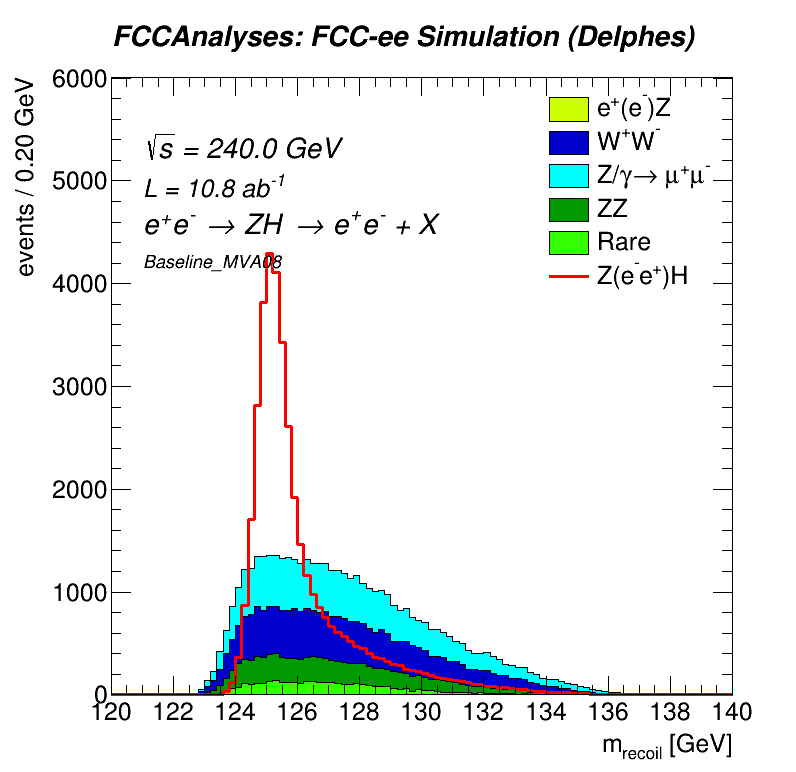 FCCAnalyses: FCC-ee Simulation (Delphes)
events / 0.20 GeV
6000
5000
4000
3000
2000
1000
0
√s = 240.0 GeV
L = 10.8 ab⁻¹
e⁺e⁻ → ZH → e⁺e⁻ + X
Baseline_MVA08
e⁺(e⁻)Z
W⁺W⁻
Z/γ→ μ⁺μ⁻
ZZ
Rare
Z(e⁻e⁺)H
120 122 124 126 128 130 132 134 136 138 140
m_recoil [GeV]